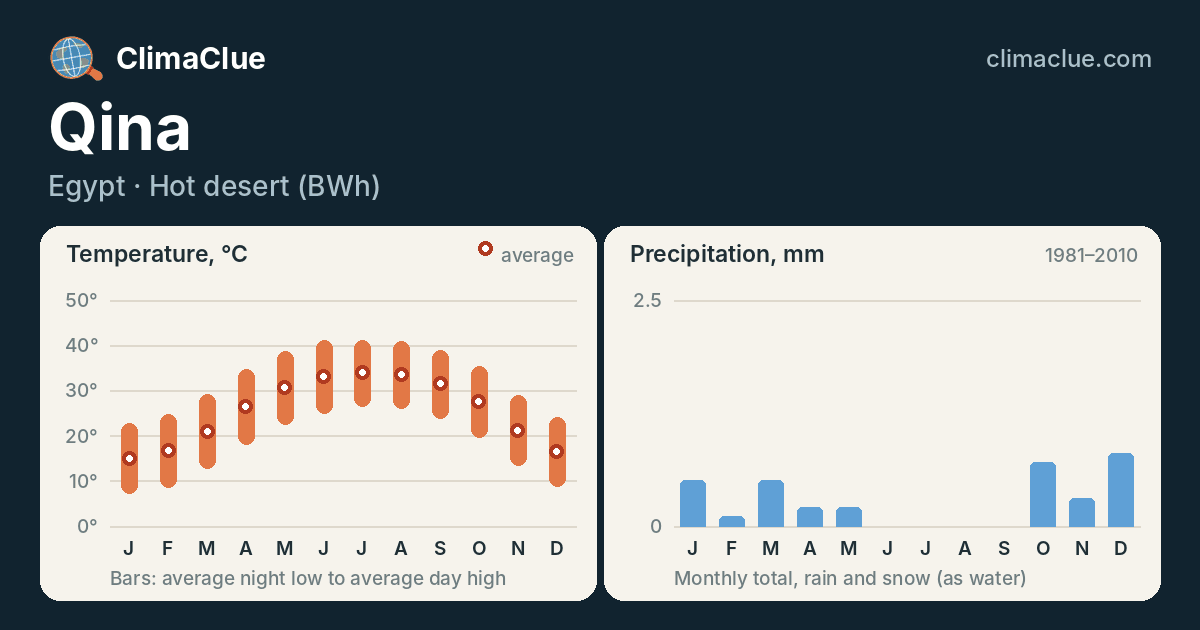 ClimaClue
climaclue.com
Qina
Egypt · Hot desert (BWh)
Temperature, °C
average
50°
40°
30°
20°
10°
0°
J F M A M J J A S O N D
Bars: average night low to average day high
Precipitation, mm
1981–2010
2.5
0
J F M A M J J A S O N D
Monthly total, rain and snow (as water)